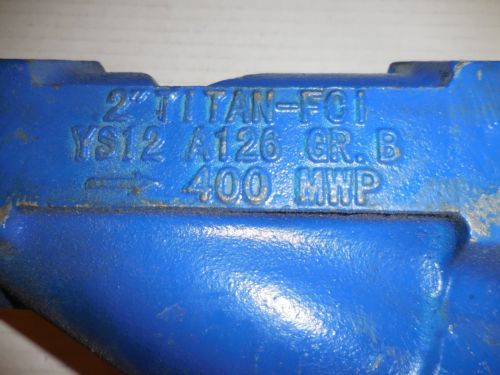 2" TITAN-FCI
YS12 A126 GR. B
→ 400 MWP